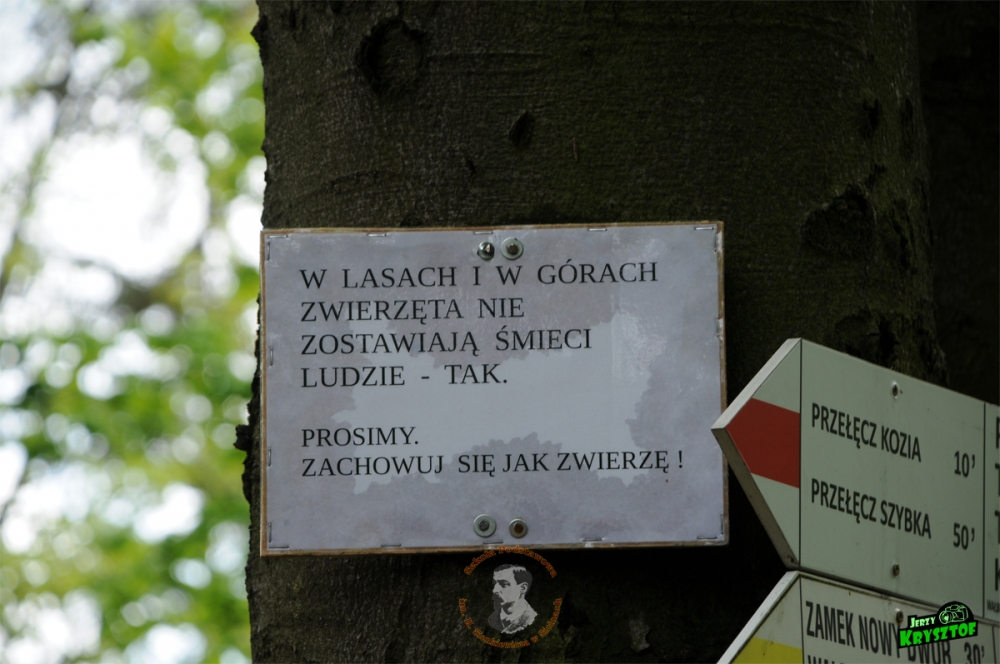 W LASACH I W GÓRACH
ZWIERZĘTA NIE
ZOSTAWIAJĄ ŚMIECI
LUDZIE - TAK.
PROSIMY.
ZACHOWUJ SIĘ JAK ZWIERZĘ !
PRZEŁĘCZ KOZIA 10'
PRZEŁĘCZ SZYBKA 50'
ZAMEK NOWY DWÓR 30'
JERZY
KRYSZTOF